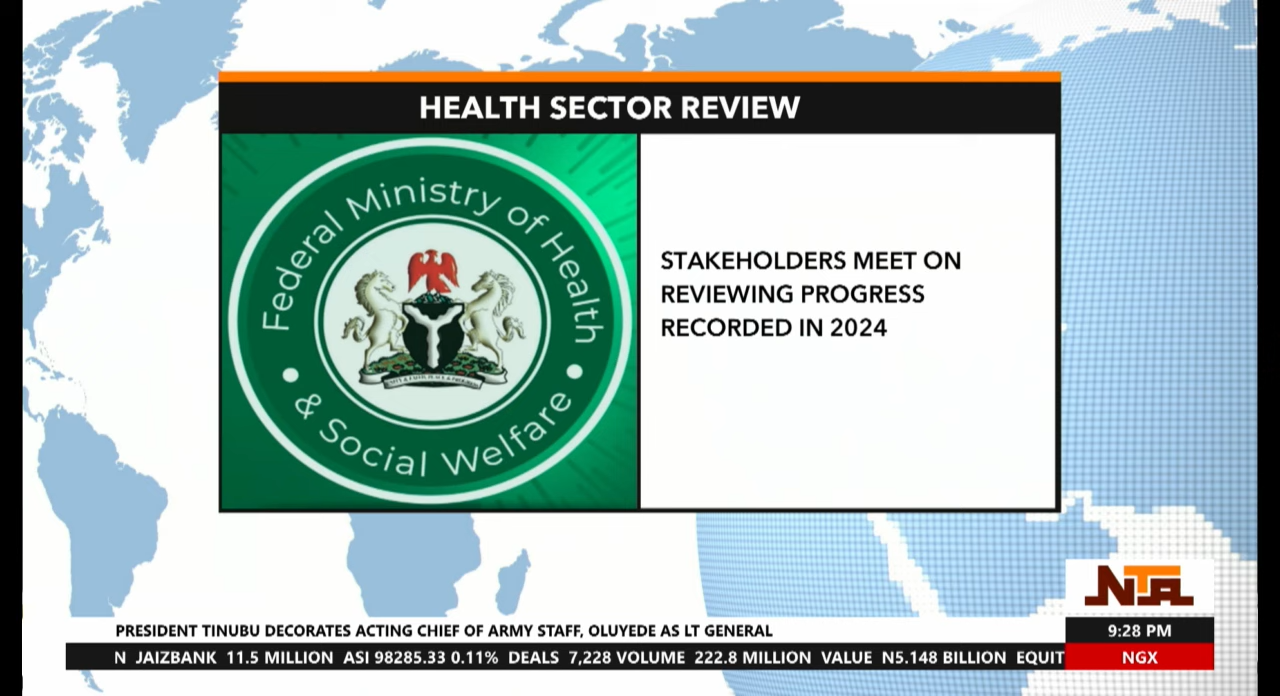 HEALTH SECTOR REVIEW
Federal Ministry of Health
& Social Welfare
STAKEHOLDERS MEET ON
REVIEWING PROGRESS
RECORDED IN 2024
NTA
PRESIDENT TINUBU DECORATES ACTING CHIEF OF ARMY STAFF, OLUYEDE AS LT GENERAL
9:28 PM
N JAIZBANK 11.5 MILLION ASI 98285.33 0.11% DEALS 7,228 VOLUME 222.8 MILLION VALUE N5.148 BILLION EQUIT
NGX